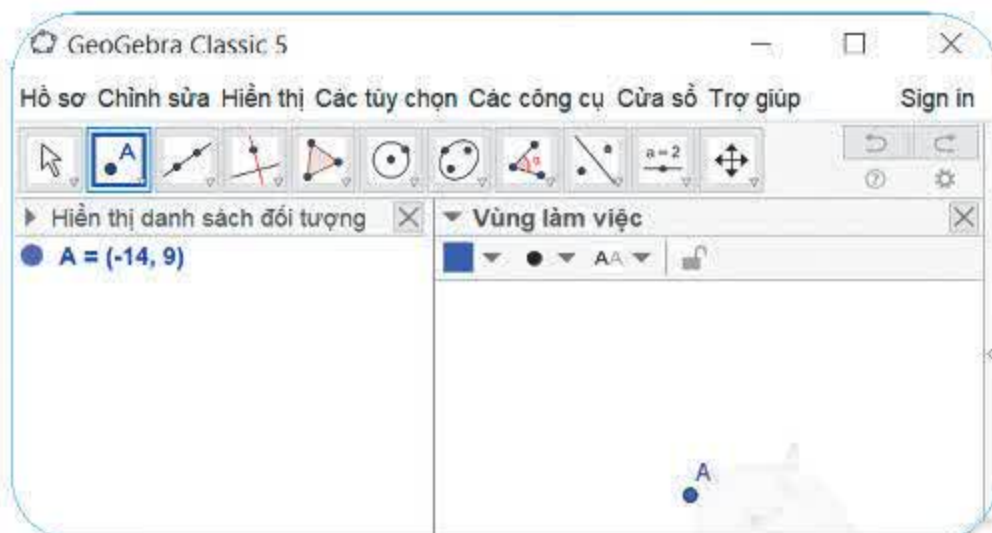 GeoGebra Classic 5
Hồ sơ Chỉnh sửa Hiển thị Các tùy chọn Các công cụ Cửa sổ Trợ giúp Sign in
A
α
a=2
Hiển thị danh sách đối tượng
Vùng làm việc
A = (-14, 9)
AA
A